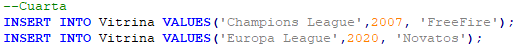 --Cuarta
INSERT INTO Vitrina VALUES('Champions League',2007, 'FreeFire');
INSERT INTO Vitrina VALUES('Europa League',2020, 'Novatos');